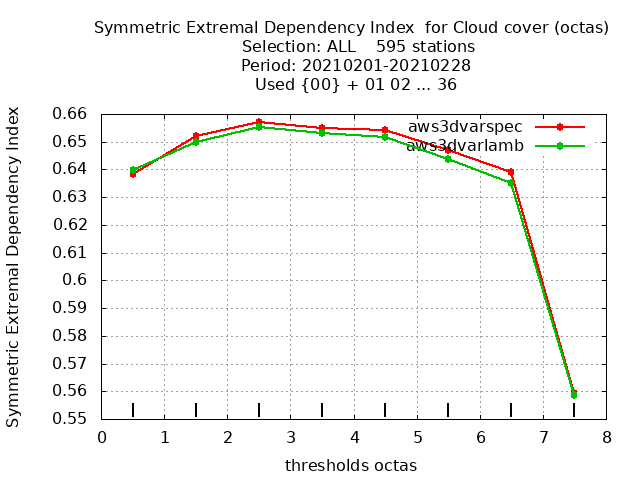 Symmetric Extremal Dependency Index  for Cloud cover (octas)
Selection: ALL    595 stations
Period: 20210201-20210228
Used {00} + 01 02 ... 36
Symmetric Extremal Dependency Index
0.66
0.65
0.64
0.63
0.62
0.61
0.6
0.59
0.58
0.57
0.56
0.55
aws3dvarspec
aws3dvarlamb
0 1 2 3 4 5 6 7 8
thresholds octas